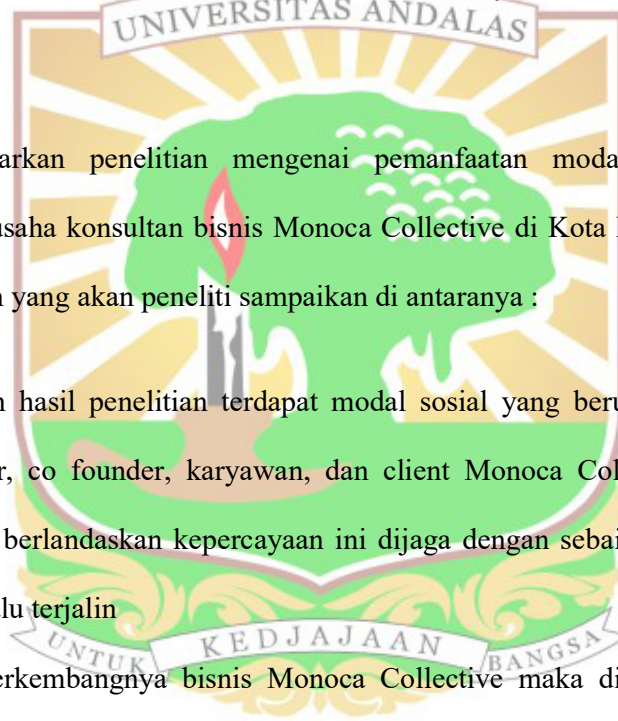 UNIVERSITAS ANDALAS
arkan penelitian mengenai pemanfaatan moda
usaha konsultan bisnis Monoca Collective di Kota
yang akan peneliti sampaikan di antaranya :
hasil penelitian terdapat modal sosial yang beru
r, co founder, karyawan, dan client Monoca Col
berlandaskan kepercayaan ini dijaga dengan sebai
lu terjalin
UNTUK KEDJAJAAN BANGSA
erkembangnya bisnis Monoca Collective maka di